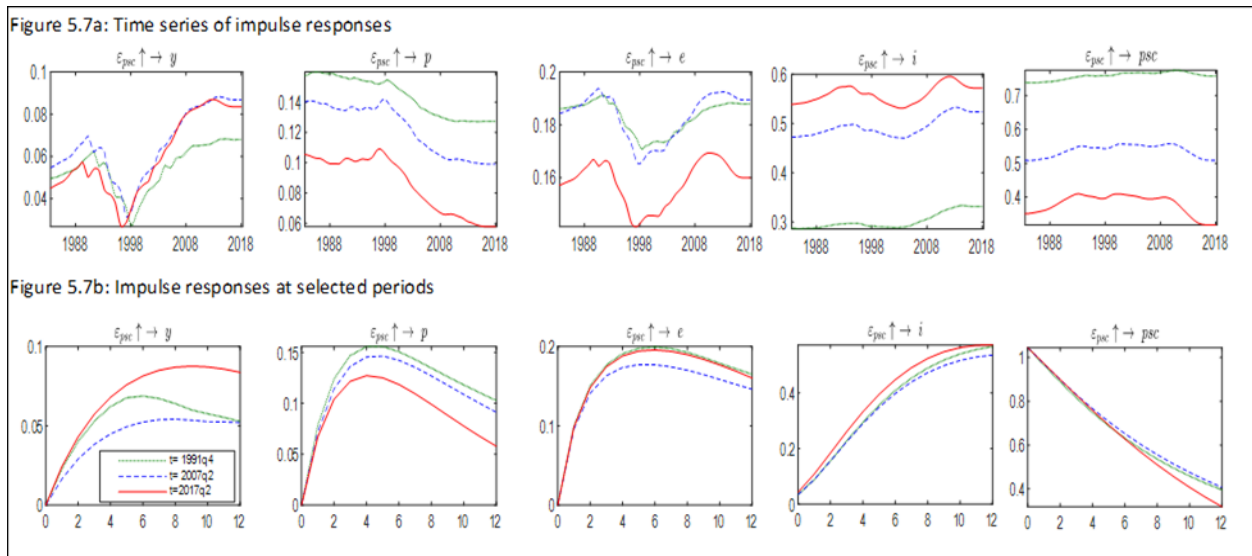 Figure 5.7a: Time series of impulse responses
ε_psc ↑ → y
ε_psc ↑ → p
ε_psc ↑ → e
ε_psc ↑ → i
ε_psc ↑ → psc
0.1
0.08
0.06
0.04
1988 1998 2008 2018
0.14
0.12
0.1
0.08
0.06
1988 1998 2008 2018
0.2
0.18
0.16
1988 1998 2008 2018
0.6
0.5
0.4
0.3
1988 1998 2008 2018
0.7
0.6
0.5
0.4
1988 1998 2008 2018
Figure 5.7b: Impulse responses at selected periods
ε_psc ↑ → y
ε_psc ↑ → p
ε_psc ↑ → e
ε_psc ↑ → i
ε_psc ↑ → psc
0.1
0.05
0
t= 1991q4
t= 2007q2
t=2017q2
0 2 4 6 8 10 12
0.15
0.1
0.05
0
0 2 4 6 8 10 12
0.2
0.1
0
0 2 4 6 8 10 12
0.4
0.2
0
0 2 4 6 8 10 12
1
0.8
0.6
0.4
0 2 4 6 8 10 12